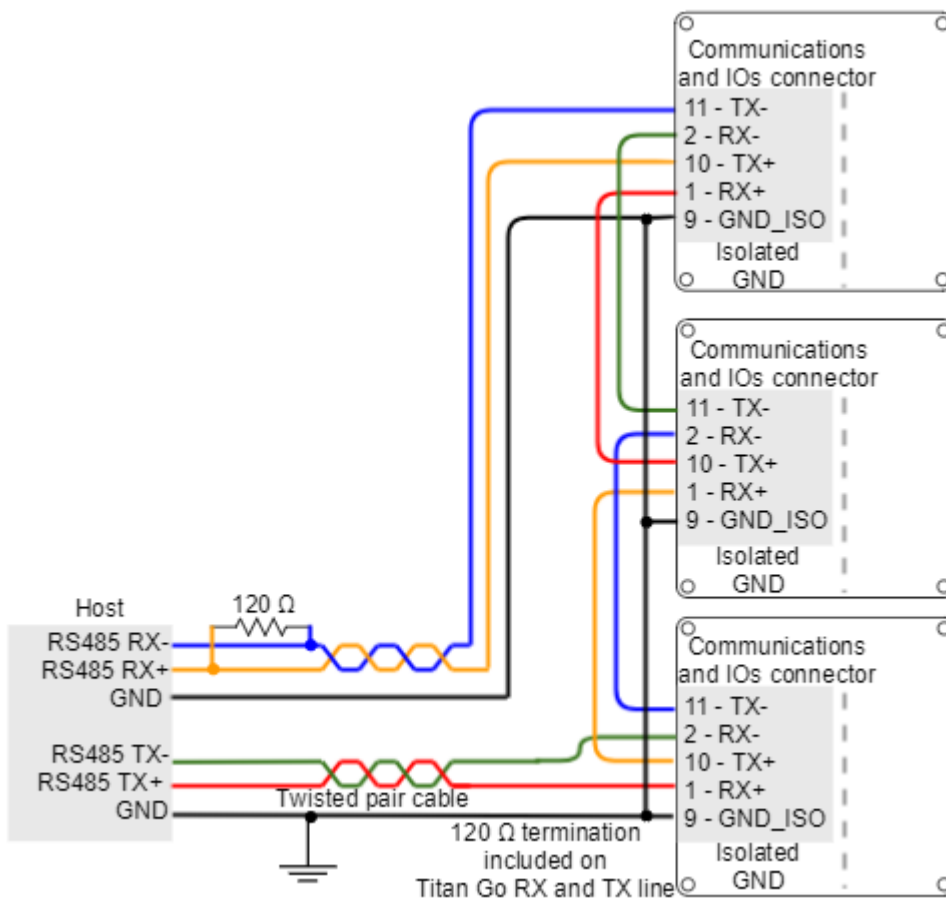 Communications
and IOs connector
11 - TX-
2 - RX-
10 - TX+
1 - RX+
9 - GND_ISO
Isolated
GND
Communications
and IOs connector
11 - TX-
2 - RX-
10 - TX+
1 - RX+
9 - GND_ISO
Isolated
GND
Host
120 Ω
RS485 RX-
RS485 RX+
GND
RS485 TX-
RS485 TX+
GND
Twisted pair cable
120 Ω termination
included on
Titan Go RX and TX line
Communications
and IOs connector
11 - TX-
2 - RX-
10 - TX+
1 - RX+
9 - GND_ISO
Isolated
GND